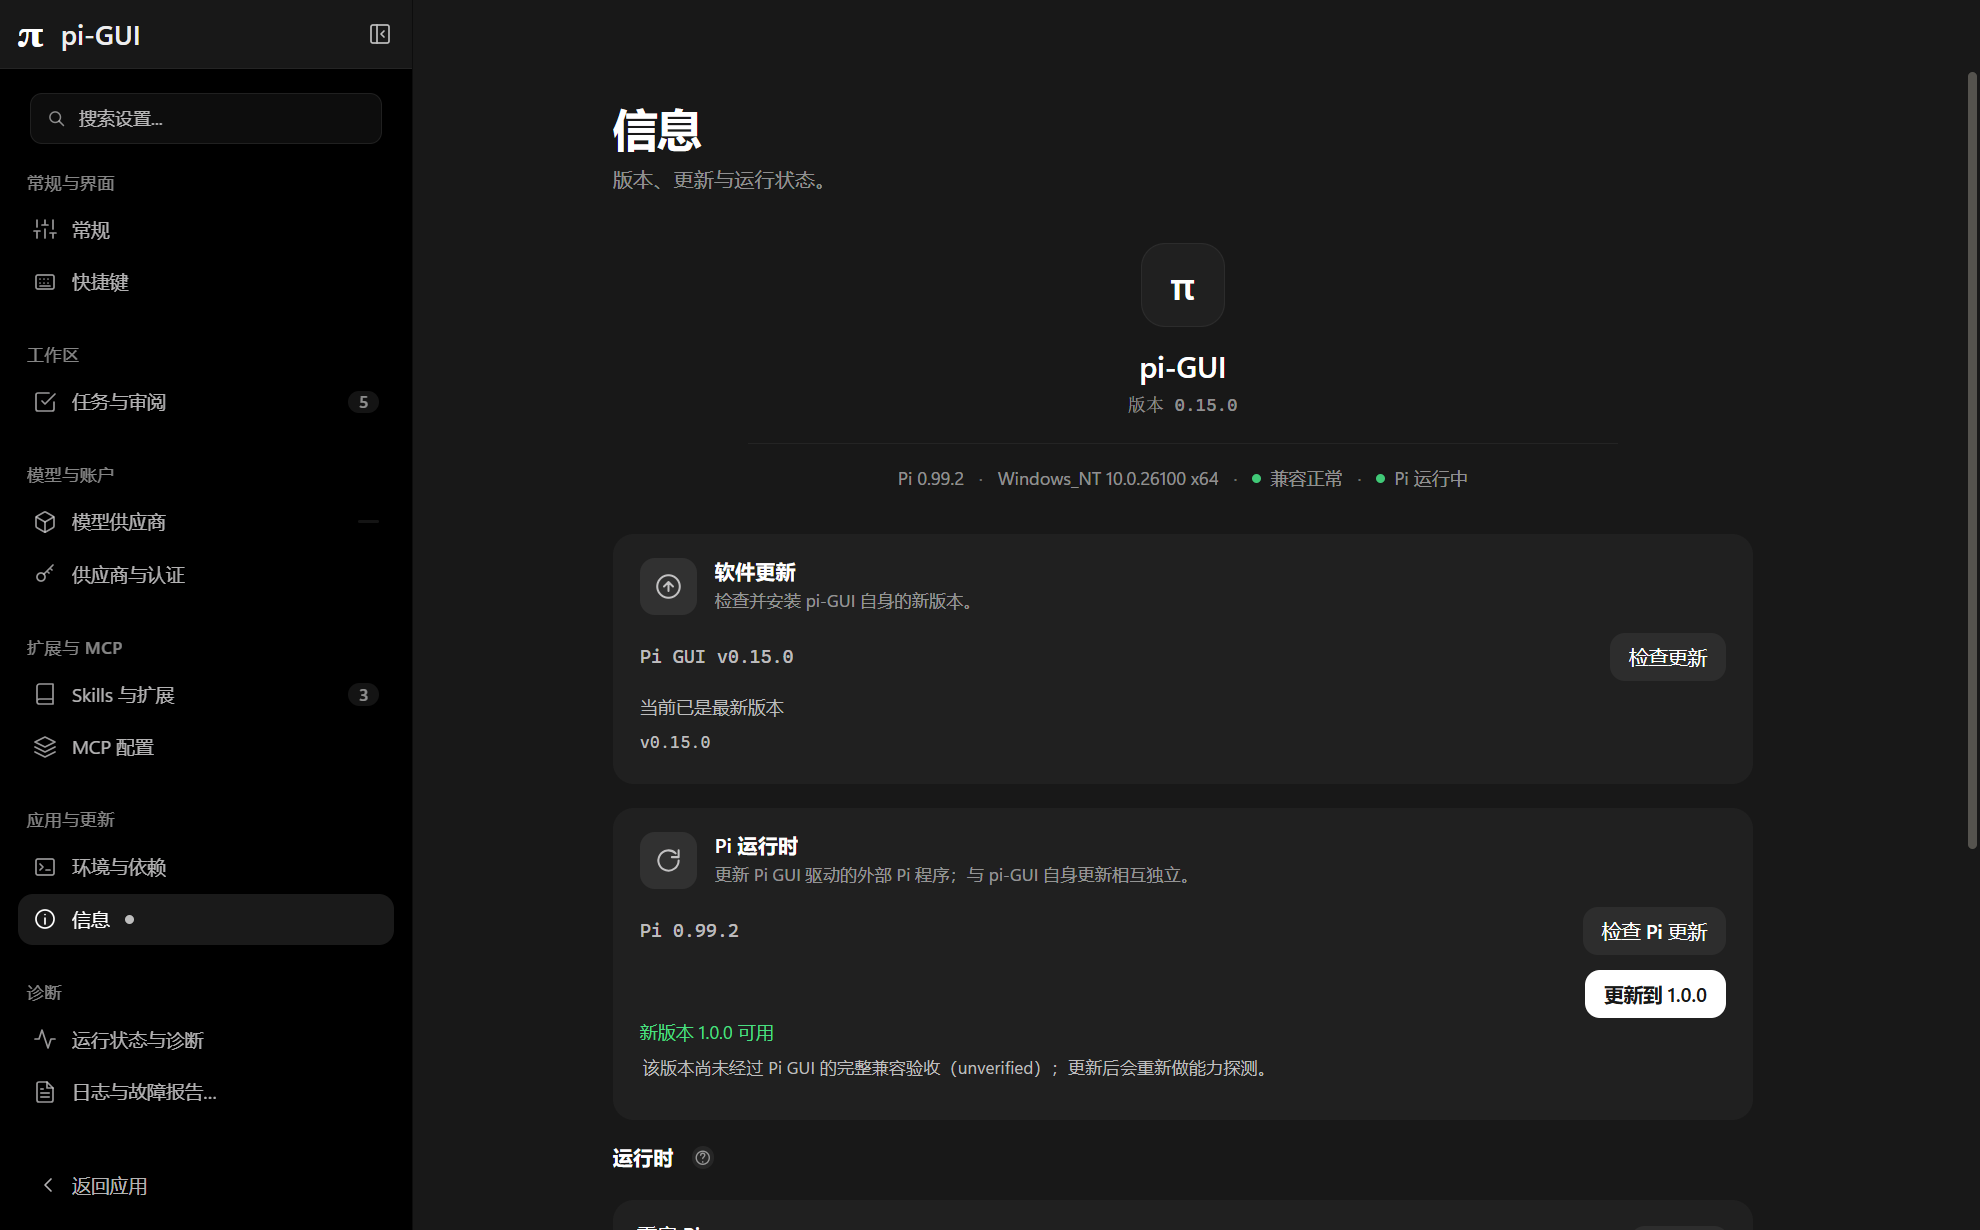 π pi-GUI
搜索设置...
常规与界面
常规
快捷键
工作区
任务与审阅 5
模型与账户
模型供应商
供应商与认证
扩展与 MCP
Skills 与扩展 3
MCP 配置
应用与更新
环境与依赖
信息
诊断
运行状态与诊断
日志与故障报告...
返回应用
信息
版本、更新与运行状态。
π
pi-GUI
版本 0.15.0
Pi 0.99.2 · Windows_NT 10.0.26100 x64 · 兼容正常 · Pi 运行中
软件更新
检查并安装 pi-GUI 自身的新版本。
Pi GUI v0.15.0
检查更新
当前已是最新版本
v0.15.0
Pi 运行时
更新 Pi GUI 驱动的外部 Pi 程序；与 pi-GUI 自身更新相互独立。
Pi 0.99.2
检查 Pi 更新
更新到 1.0.0
新版本 1.0.0 可用
该版本尚未经过 Pi GUI 的完整兼容验收（unverified）；更新后会重新做能力探测。
运行时